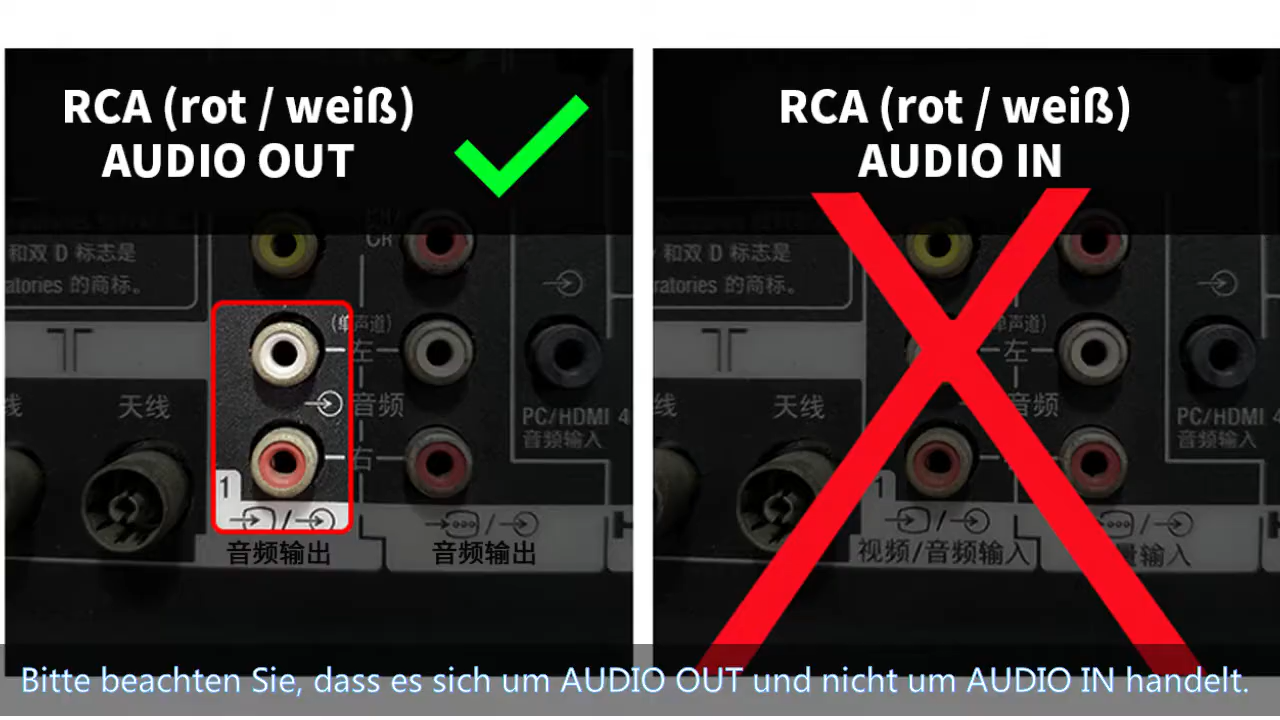 RCA (rot / weiß)
AUDIO OUT
和双 D 标志是
atories 的商标。
(单声道)
左
天线
音频
右
PC/HDMI 4
音频输入
1
音频输出
音频输出
RCA (rot / weiß)
AUDIO IN
和双 D 标志是
ratories 的商标。
声道)
左
天线
音频
PC/HDMI
音频输入
1
视频/音频输入
量输入
Bitte beachten Sie, dass es sich um AUDIO OUT und nicht um AUDIO IN handelt.